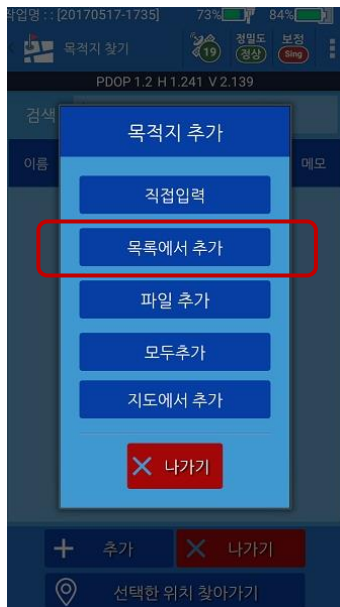 작업명 : : [20170517-1735] 73% 84%
목적지 찾기 19 정밀도 정상 보정 Sing
PDOP 1.2 H 1.241 V 2.139
검색
목적지 추가
이름 메모
직접입력
목록에서 추가
파일 추가
모두추가
지도에서 추가
나가기
추가 나가기
선택한 위치 찾아가기